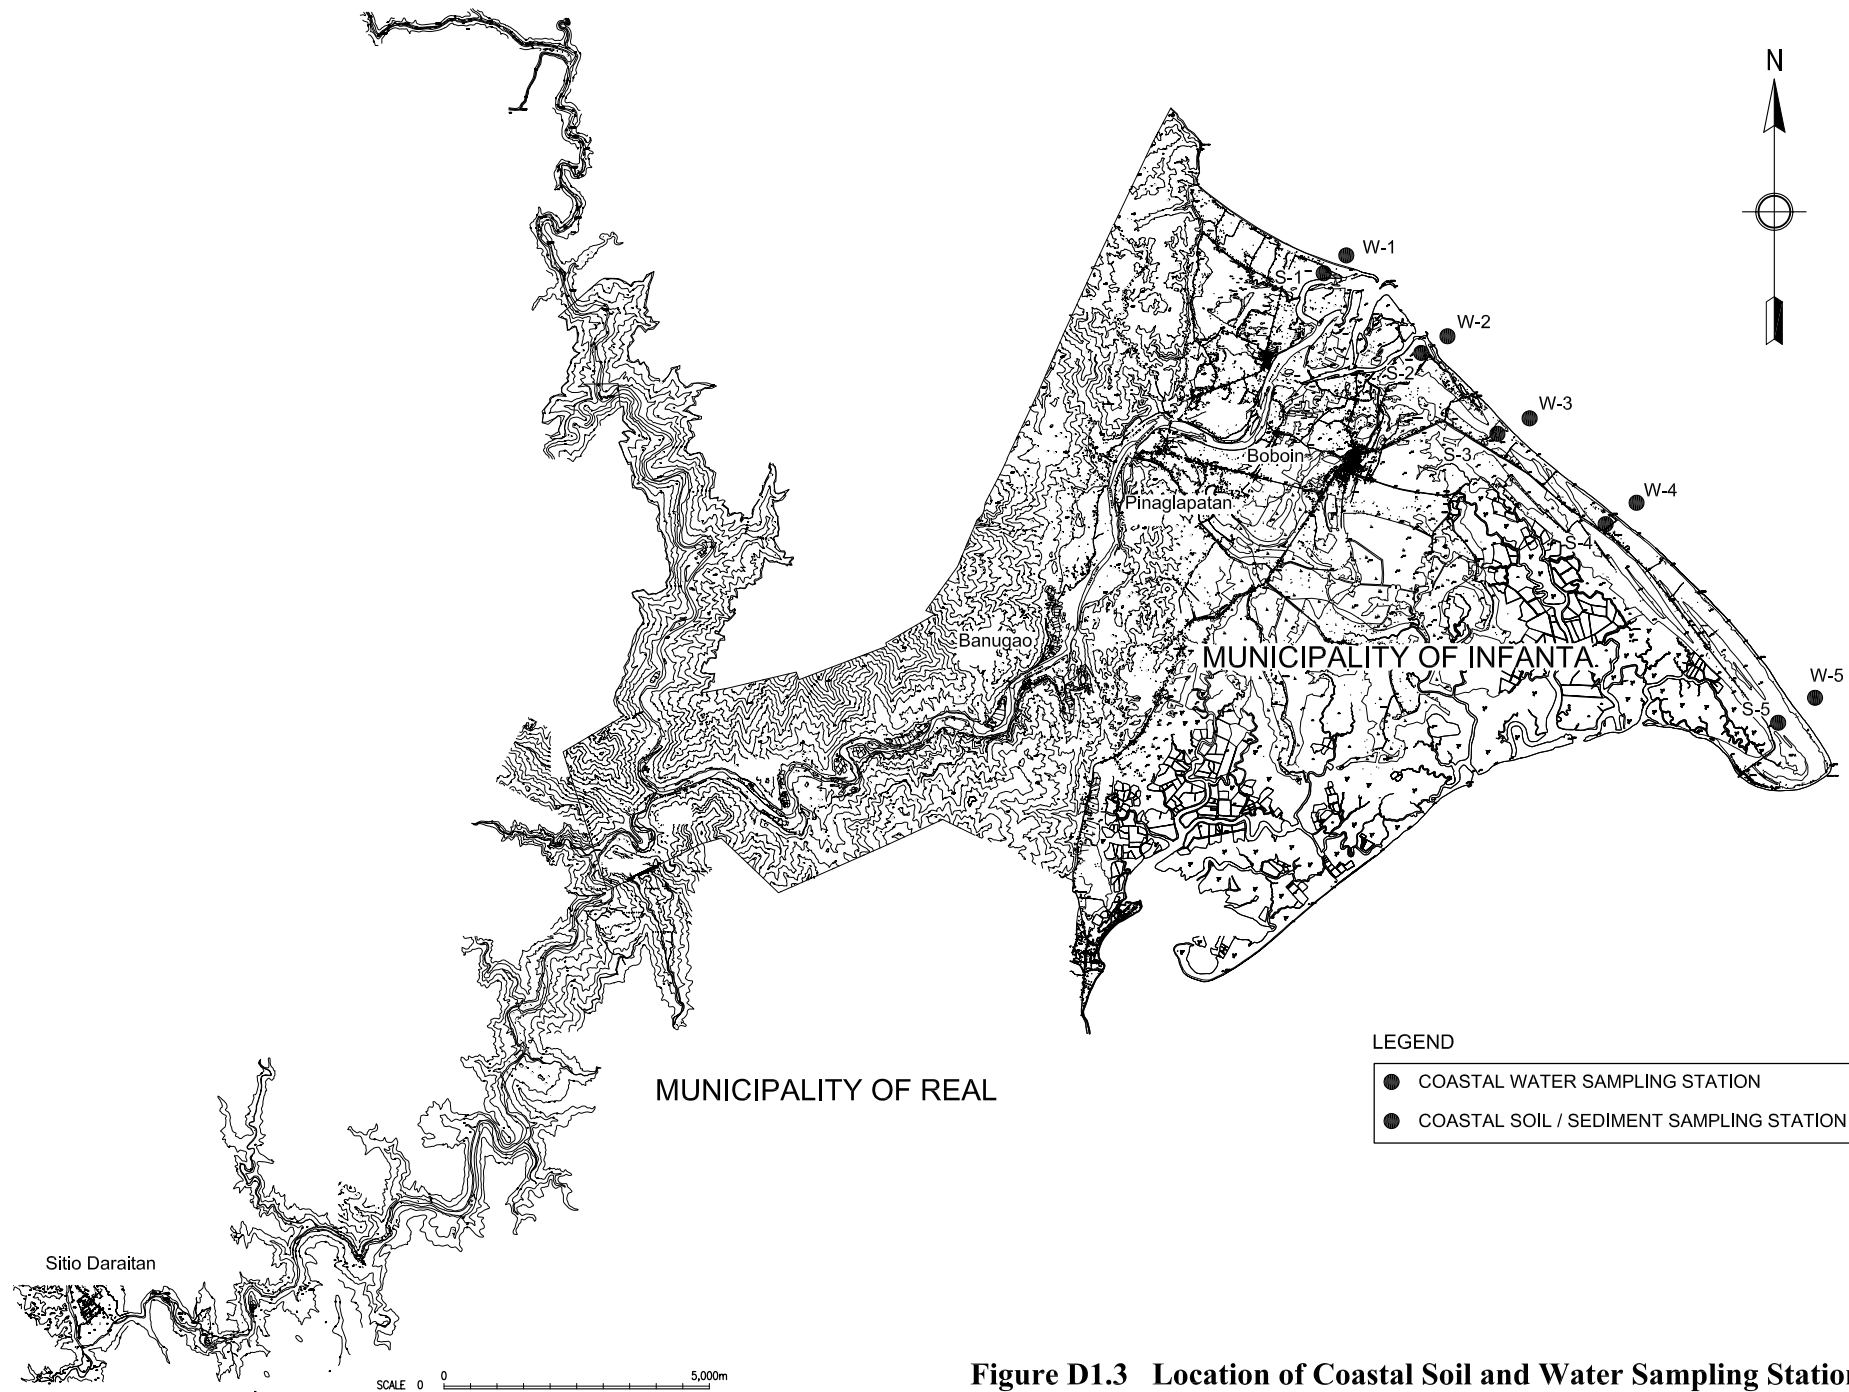 N
W-1
S-1
W-2
S-2
W-3
Boboin
S-3
W-4
Pinaglapatan
S-4
Banugao
MUNICIPALITY OF INFANTA
W-5
S-5
LEGEND
COASTAL WATER SAMPLING STATION
COASTAL SOIL / SEDIMENT SAMPLING STATION
MUNICIPALITY OF REAL
Sitio Daraitan
SCALE 0 0 5,000m
Figure D1.3 Location of Coastal Soil and Water Sampling Station